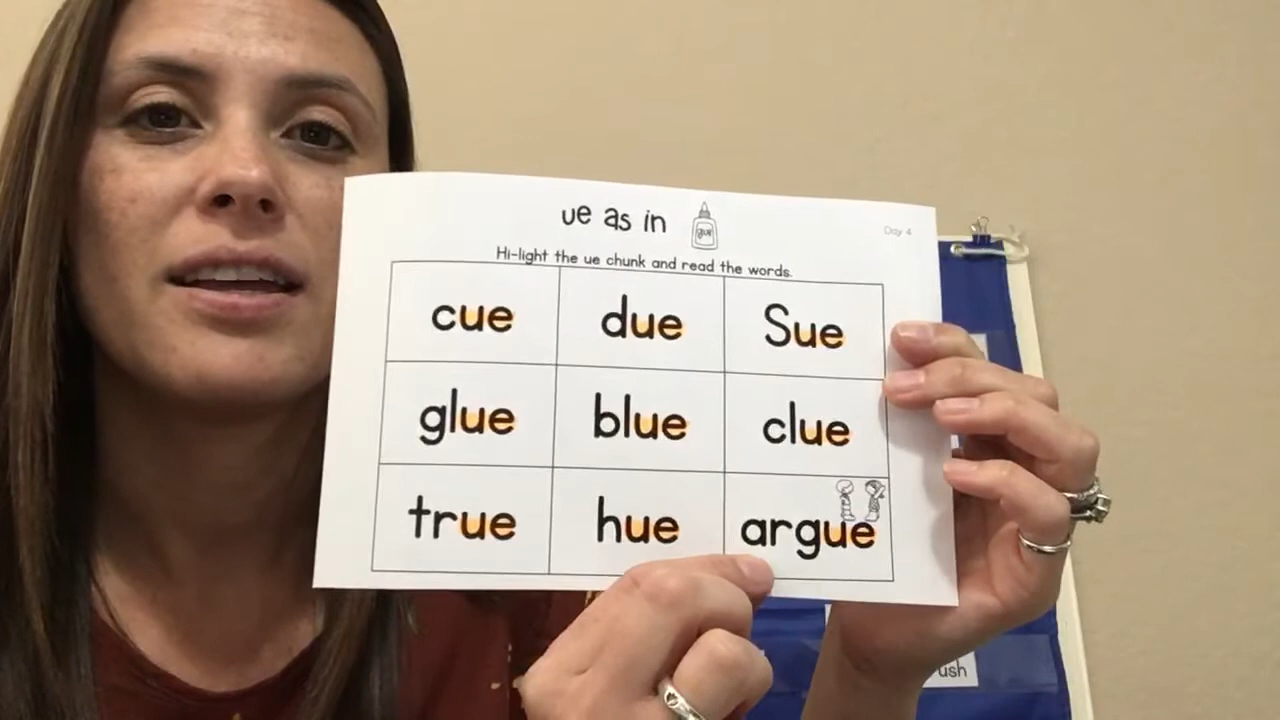 ue as in
glue
Day 4
Hi-light the ue chunk and read the words.
cue due Sue
glue blue clue
true hue argue
ush